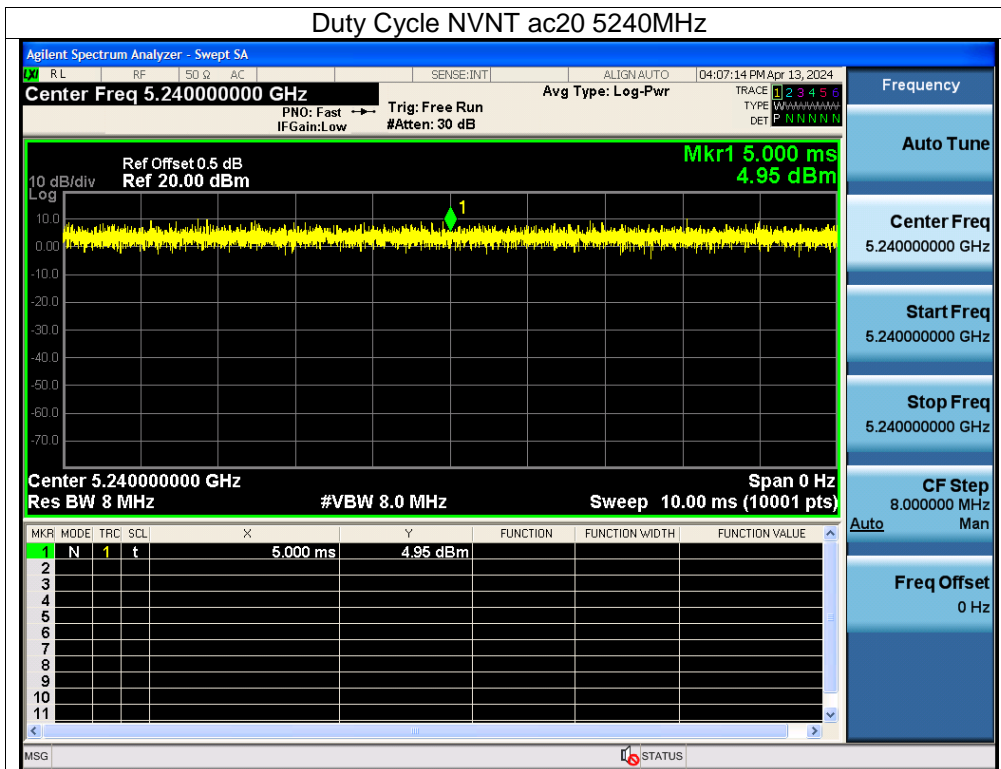 Duty Cycle NVNT ac20 5240MHz
Agilent Spectrum Analyzer - Swept SA
LXI RL RF 50 Ω AC SENSE:INT ALIGN AUTO 04:07:14 PM Apr 13, 2024
Center Freq 5.240000000 GHz
PNO: Fast
IFGain:Low
Trig: Free Run
#Atten: 30 dB
Avg Type: Log-Pwr
TRACE 1 2 3 4 5 6
TYPE WWWWWW
DET P N N N N N
Ref Offset 0.5 dB
10 dB/div Ref 20.00 dBm
Log
Mkr1 5.000 ms
4.95 dBm
1
10.0
0.00
-10.0
-20.0
-30.0
-40.0
-50.0
-60.0
-70.0
Center 5.240000000 GHz Span 0 Hz
Res BW 8 MHz #VBW 8.0 MHz Sweep 10.00 ms (10001 pts)
MKR MODE TRC SCL X Y FUNCTION FUNCTION WIDTH FUNCTION VALUE
1 N 1 t 5.000 ms 4.95 dBm
2
3
4
5
6
7
8
9
10
11
MSG STATUS
Frequency
Auto Tune
Center Freq
5.240000000 GHz
Start Freq
5.240000000 GHz
Stop Freq
5.240000000 GHz
CF Step
8.000000 MHz
Auto Man
Freq Offset
0 Hz